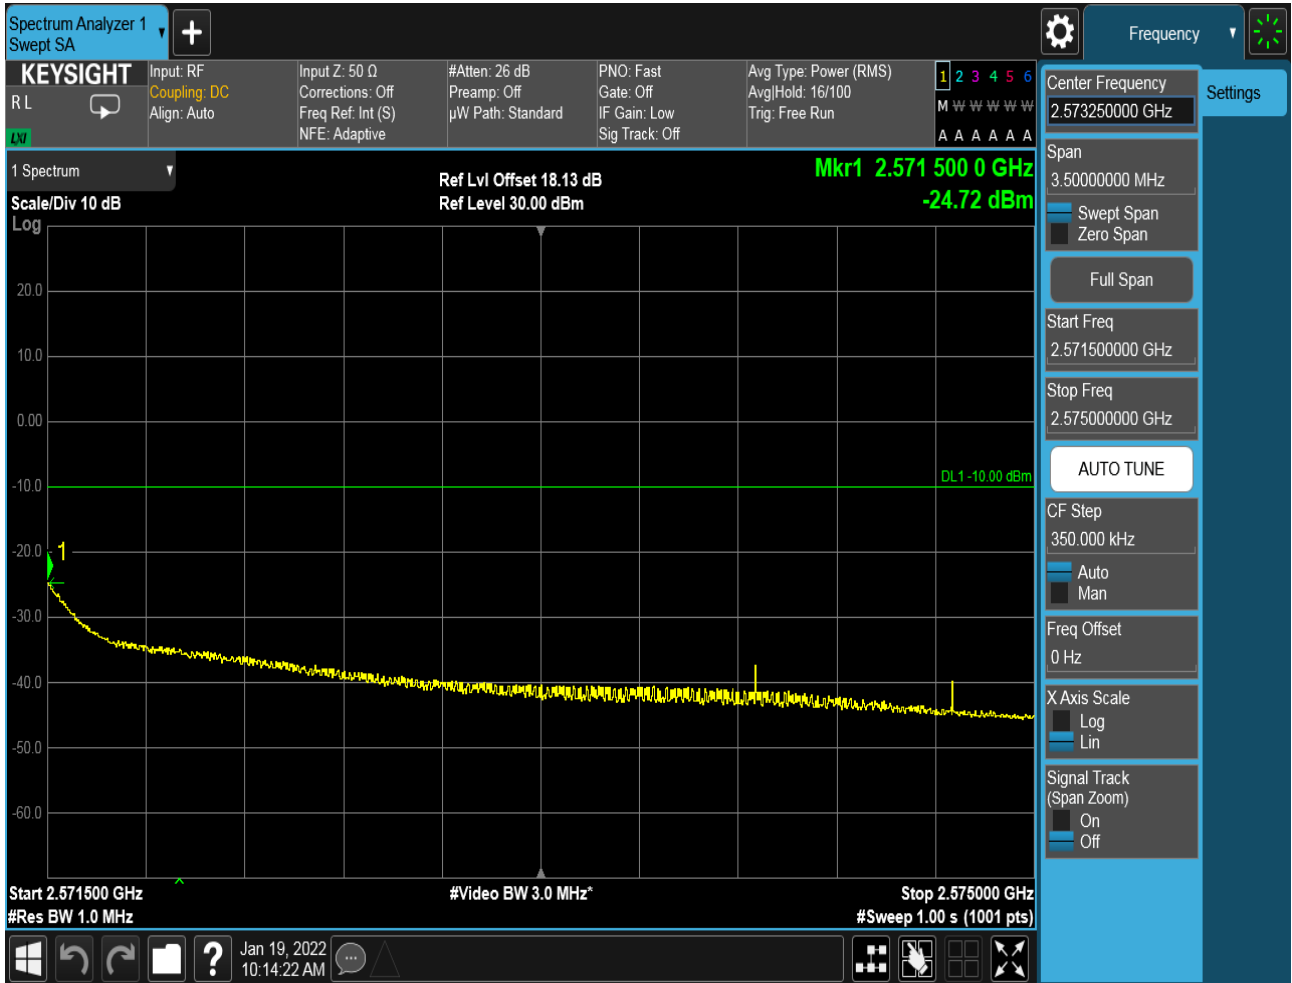 Spectrum Analyzer 1
Swept SA
Frequency
KEYSIGHT
R L
LXI
Input: RF
Coupling: DC
Align: Auto
Input Z: 50 Ω
Corrections: Off
Freq Ref: Int (S)
NFE: Adaptive
#Atten: 26 dB
Preamp: Off
µW Path: Standard
PNO: Fast
Gate: Off
IF Gain: Low
Sig Track: Off
Avg Type: Power (RMS)
Avg|Hold: 16/100
Trig: Free Run
1 2 3 4 5 6
M W W W W W
A A A A A A
1 Spectrum
Scale/Div 10 dB
Log
Ref Lvl Offset 18.13 dB
Ref Level 30.00 dBm
Mkr1 2.571 500 0 GHz
-24.72 dBm
20.0
10.0
0.00
-10.0
-20.0
-30.0
-40.0
-50.0
-60.0
DL1 -10.00 dBm
1
Start 2.571500 GHz
#Res BW 1.0 MHz
#Video BW 3.0 MHz*
Stop 2.575000 GHz
#Sweep 1.00 s (1001 pts)
Center Frequency
2.573250000 GHz
Settings
Span
3.50000000 MHz
Swept Span
Zero Span
Full Span
Start Freq
2.571500000 GHz
Stop Freq
2.575000000 GHz
AUTO TUNE
CF Step
350.000 kHz
Auto
Man
Freq Offset
0 Hz
X Axis Scale
Log
Lin
Signal Track
(Span Zoom)
On
Off
?
Jan 19, 2022
10:14:22 AM